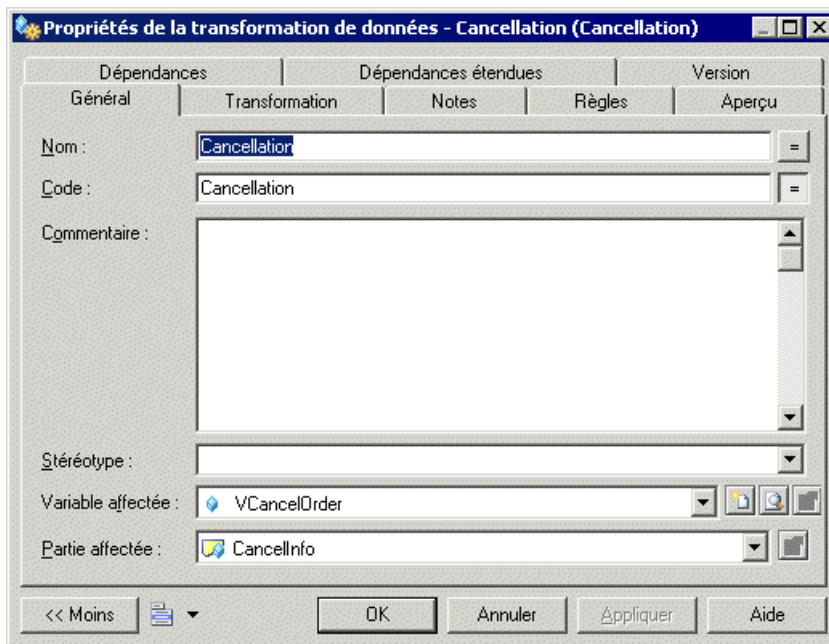 Propriétés de la transformation de données - Cancellation (Cancellation)
Dépendances Dépendances étendues Version
Général Transformation Notes Règles Aperçu
Nom : Cancellation =
Code : Cancellation =
Commentaire :
Stéréotype :
Variable affectée : VCancelOrder
Partie affectée : CancelInfo
<< Moins OK Annuler Appliquer Aide